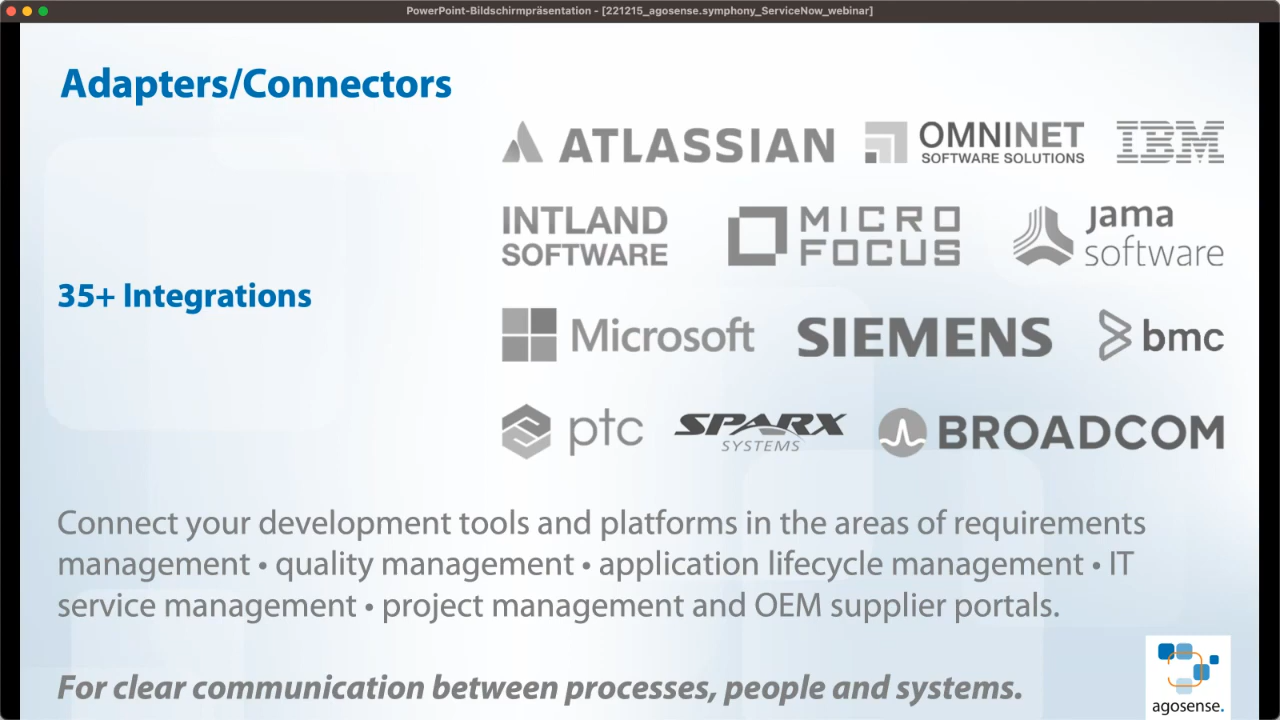 PowerPoint-Bildschirmpräsentation - [221215_agosense.symphony_ServiceNow_webinar]
Adapters/Connectors
ATLASSIAN
OMNINET
SOFTWARE SOLUTIONS
IBM
INTLAND
SOFTWARE
MICRO
FOCUS
jama
software
35+ Integrations
Microsoft
SIEMENS
bmc
ptc
SPARX
SYSTEMS
BROADCOM
Connect your development tools and platforms in the areas of requirements
management • quality management • application lifecycle management • IT
service management • project management and OEM supplier portals.
For clear communication between processes, people and systems.
agosense.